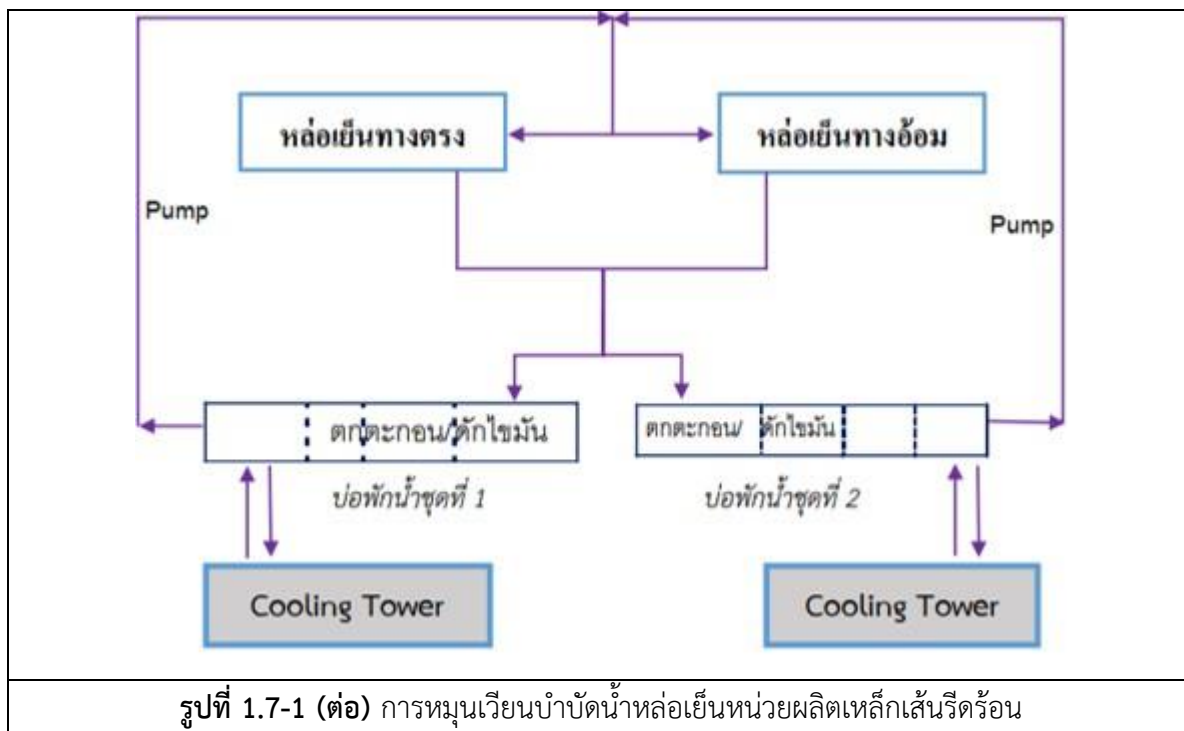 หล่อเย็นทางตรง
หล่อเย็นทางอ้อม
Pump
Pump
ตกตะกอน/ดักไขมัน
ตกตะกอน/ ดักไขมัน
บ่อพักน้ำชุดที่ 1
บ่อพักน้ำชุดที่ 2
Cooling Tower
Cooling Tower
รูปที่ 1.7-1 (ต่อ) การหมุนเวียนบำบัดน้ำหล่อเย็นหน่วยผลิตเหล็กเส้นรีดร้อน